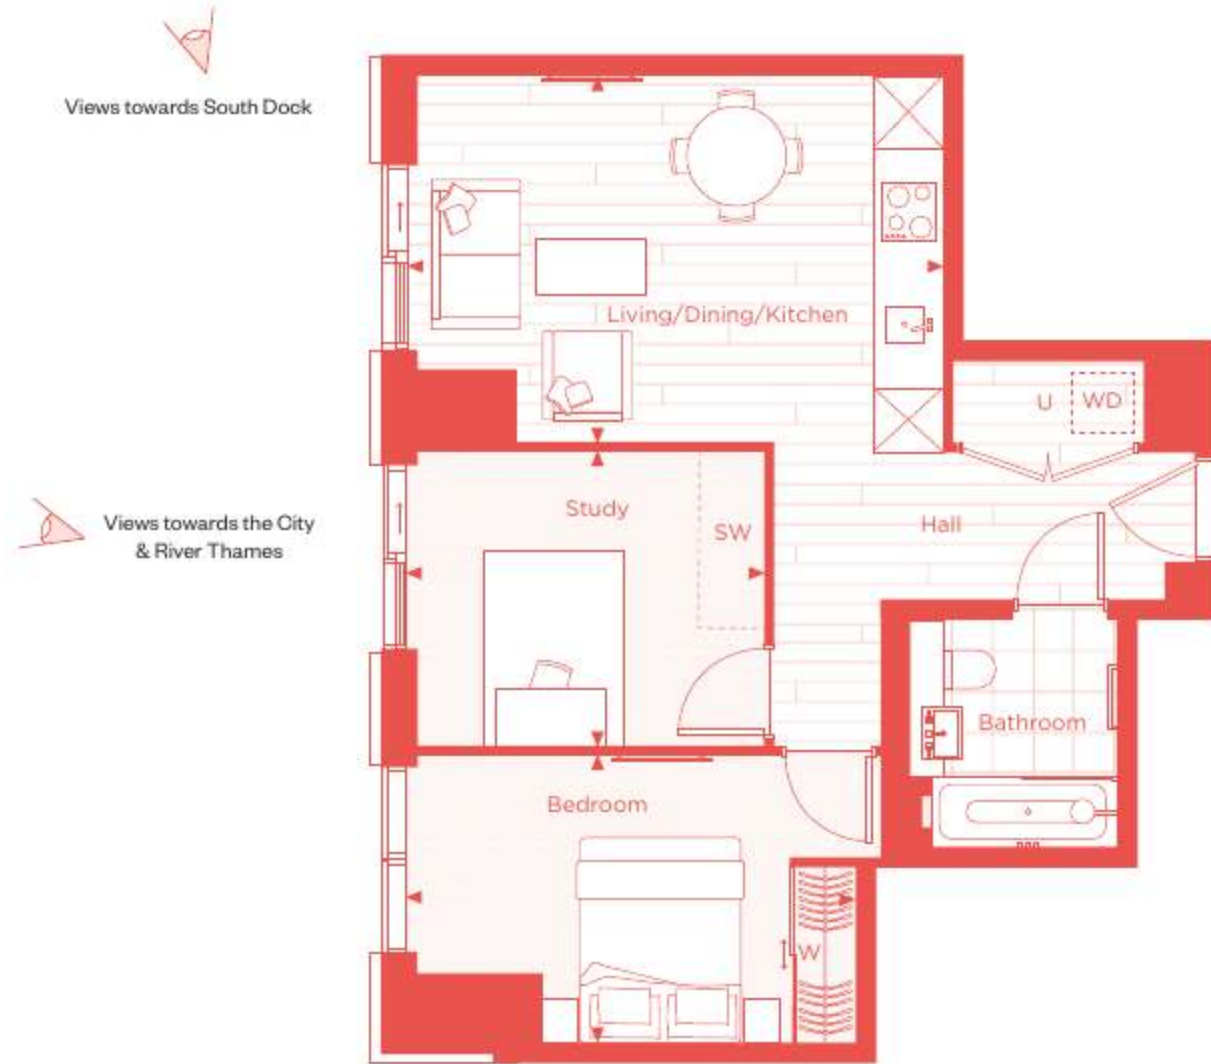 Views towards South Dock
Living/Dining/Kitchen
U
WD
Views towards the City
& River Thames
Study
SW
Hall
Bathroom
Bedroom
W